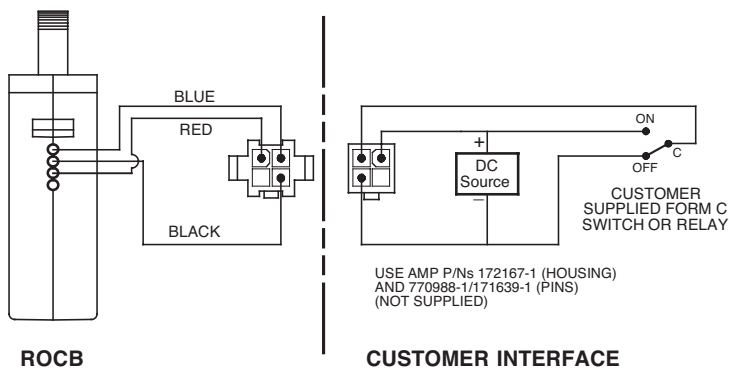 BLUE
RED
BLACK
ROCB
ON
+
DC
Source
–
OFF
C
CUSTOMER
SUPPLIED FORM C
SWITCH OR RELAY
USE AMP P/Ns 172167-1 (HOUSING)
AND 770988-1/171639-1 (PINS)
(NOT SUPPLIED)
CUSTOMER INTERFACE